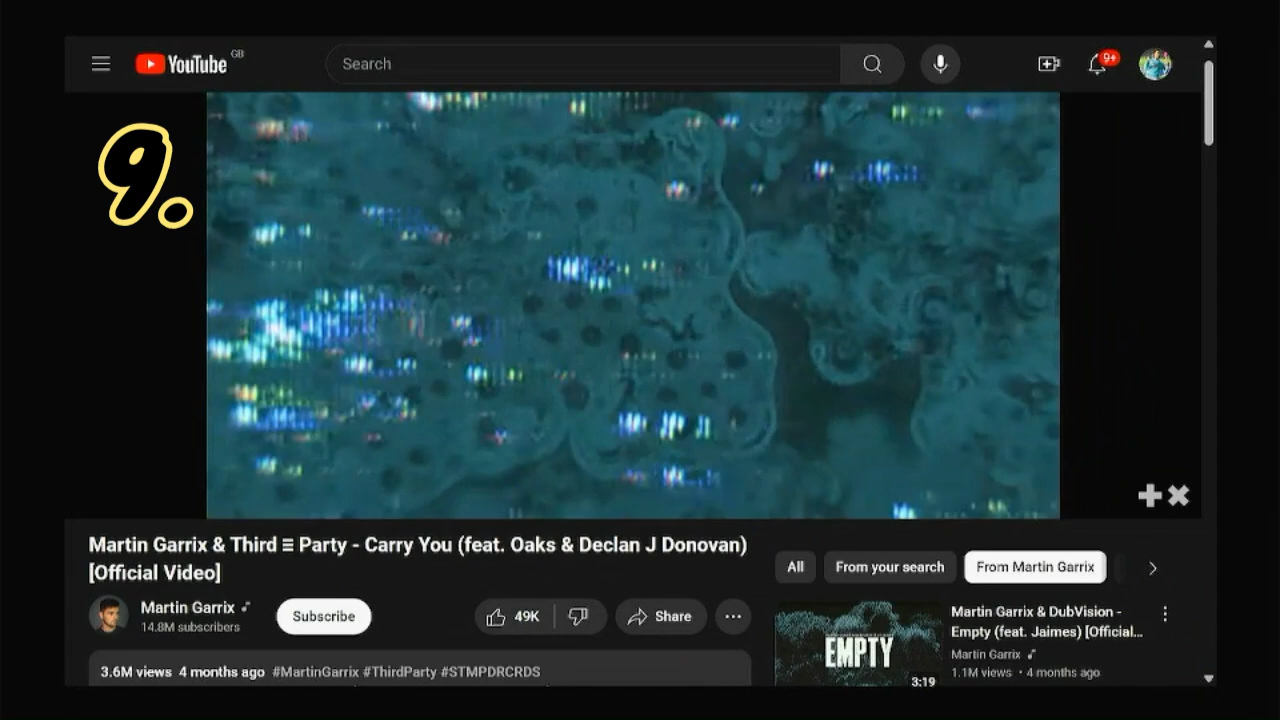 YouTube GB
Search
9+
9.
Martin Garrix & Third ≡ Party - Carry You (feat. Oaks & Declan J Donovan)
[Official Video]
Martin Garrix
14.8M subscribers
Subscribe
49K
Share
3.6M views 4 months ago #MartinGarrix #ThirdParty #STMPDRCRDS
All
From your search
From Martin Garrix
EMPTY
3:19
Martin Garrix & DubVision -
Empty (feat. Jaimes) [Official...
Martin Garrix
1.1M views • 4 months ago